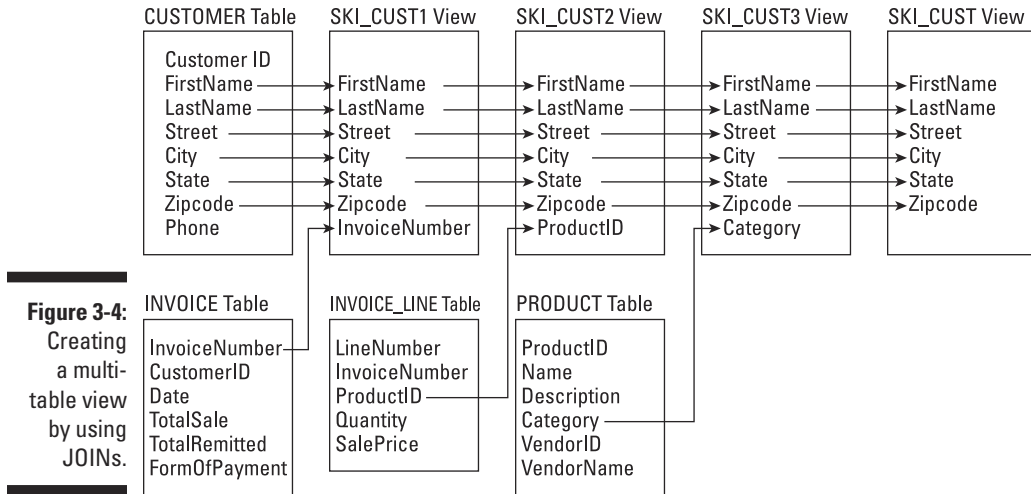 CUSTOMER Table
Customer ID
FirstName
LastName
Street
City
State
Zipcode
Phone
SKI_CUST1 View
FirstName
LastName
Street
City
State
Zipcode
InvoiceNumber
SKI_CUST2 View
FirstName
LastName
Street
City
State
Zipcode
ProductID
SKI_CUST3 View
FirstName
LastName
Street
City
State
Zipcode
Category
SKI_CUST View
FirstName
LastName
Street
City
State
Zipcode
Figure 3-4:
Creating
a multi-
table view
by using
JOINs.
INVOICE Table
InvoiceNumber
CustomerID
Date
TotalSale
TotalRemitted
FormOfPayment
INVOICE_LINE Table
LineNumber
InvoiceNumber
ProductID
Quantity
SalePrice
PRODUCT Table
ProductID
Name
Description
Category
VendorID
VendorName